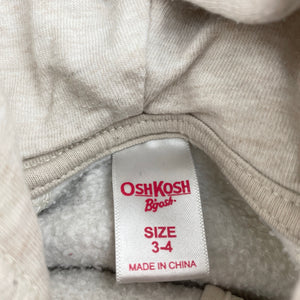 OSHKOSH
B'gosh.
SIZE
3-4
MADE IN CHINA